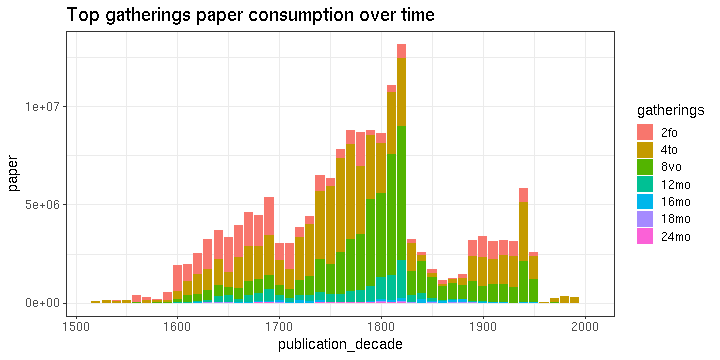 Top gatherings paper consumption over time
paper
1e+07
5e+06
0e+00
1500 1600 1700 1800 1900 2000
publication_decade
gatherings
2fo
4to
8vo
12mo
16mo
18mo
24mo